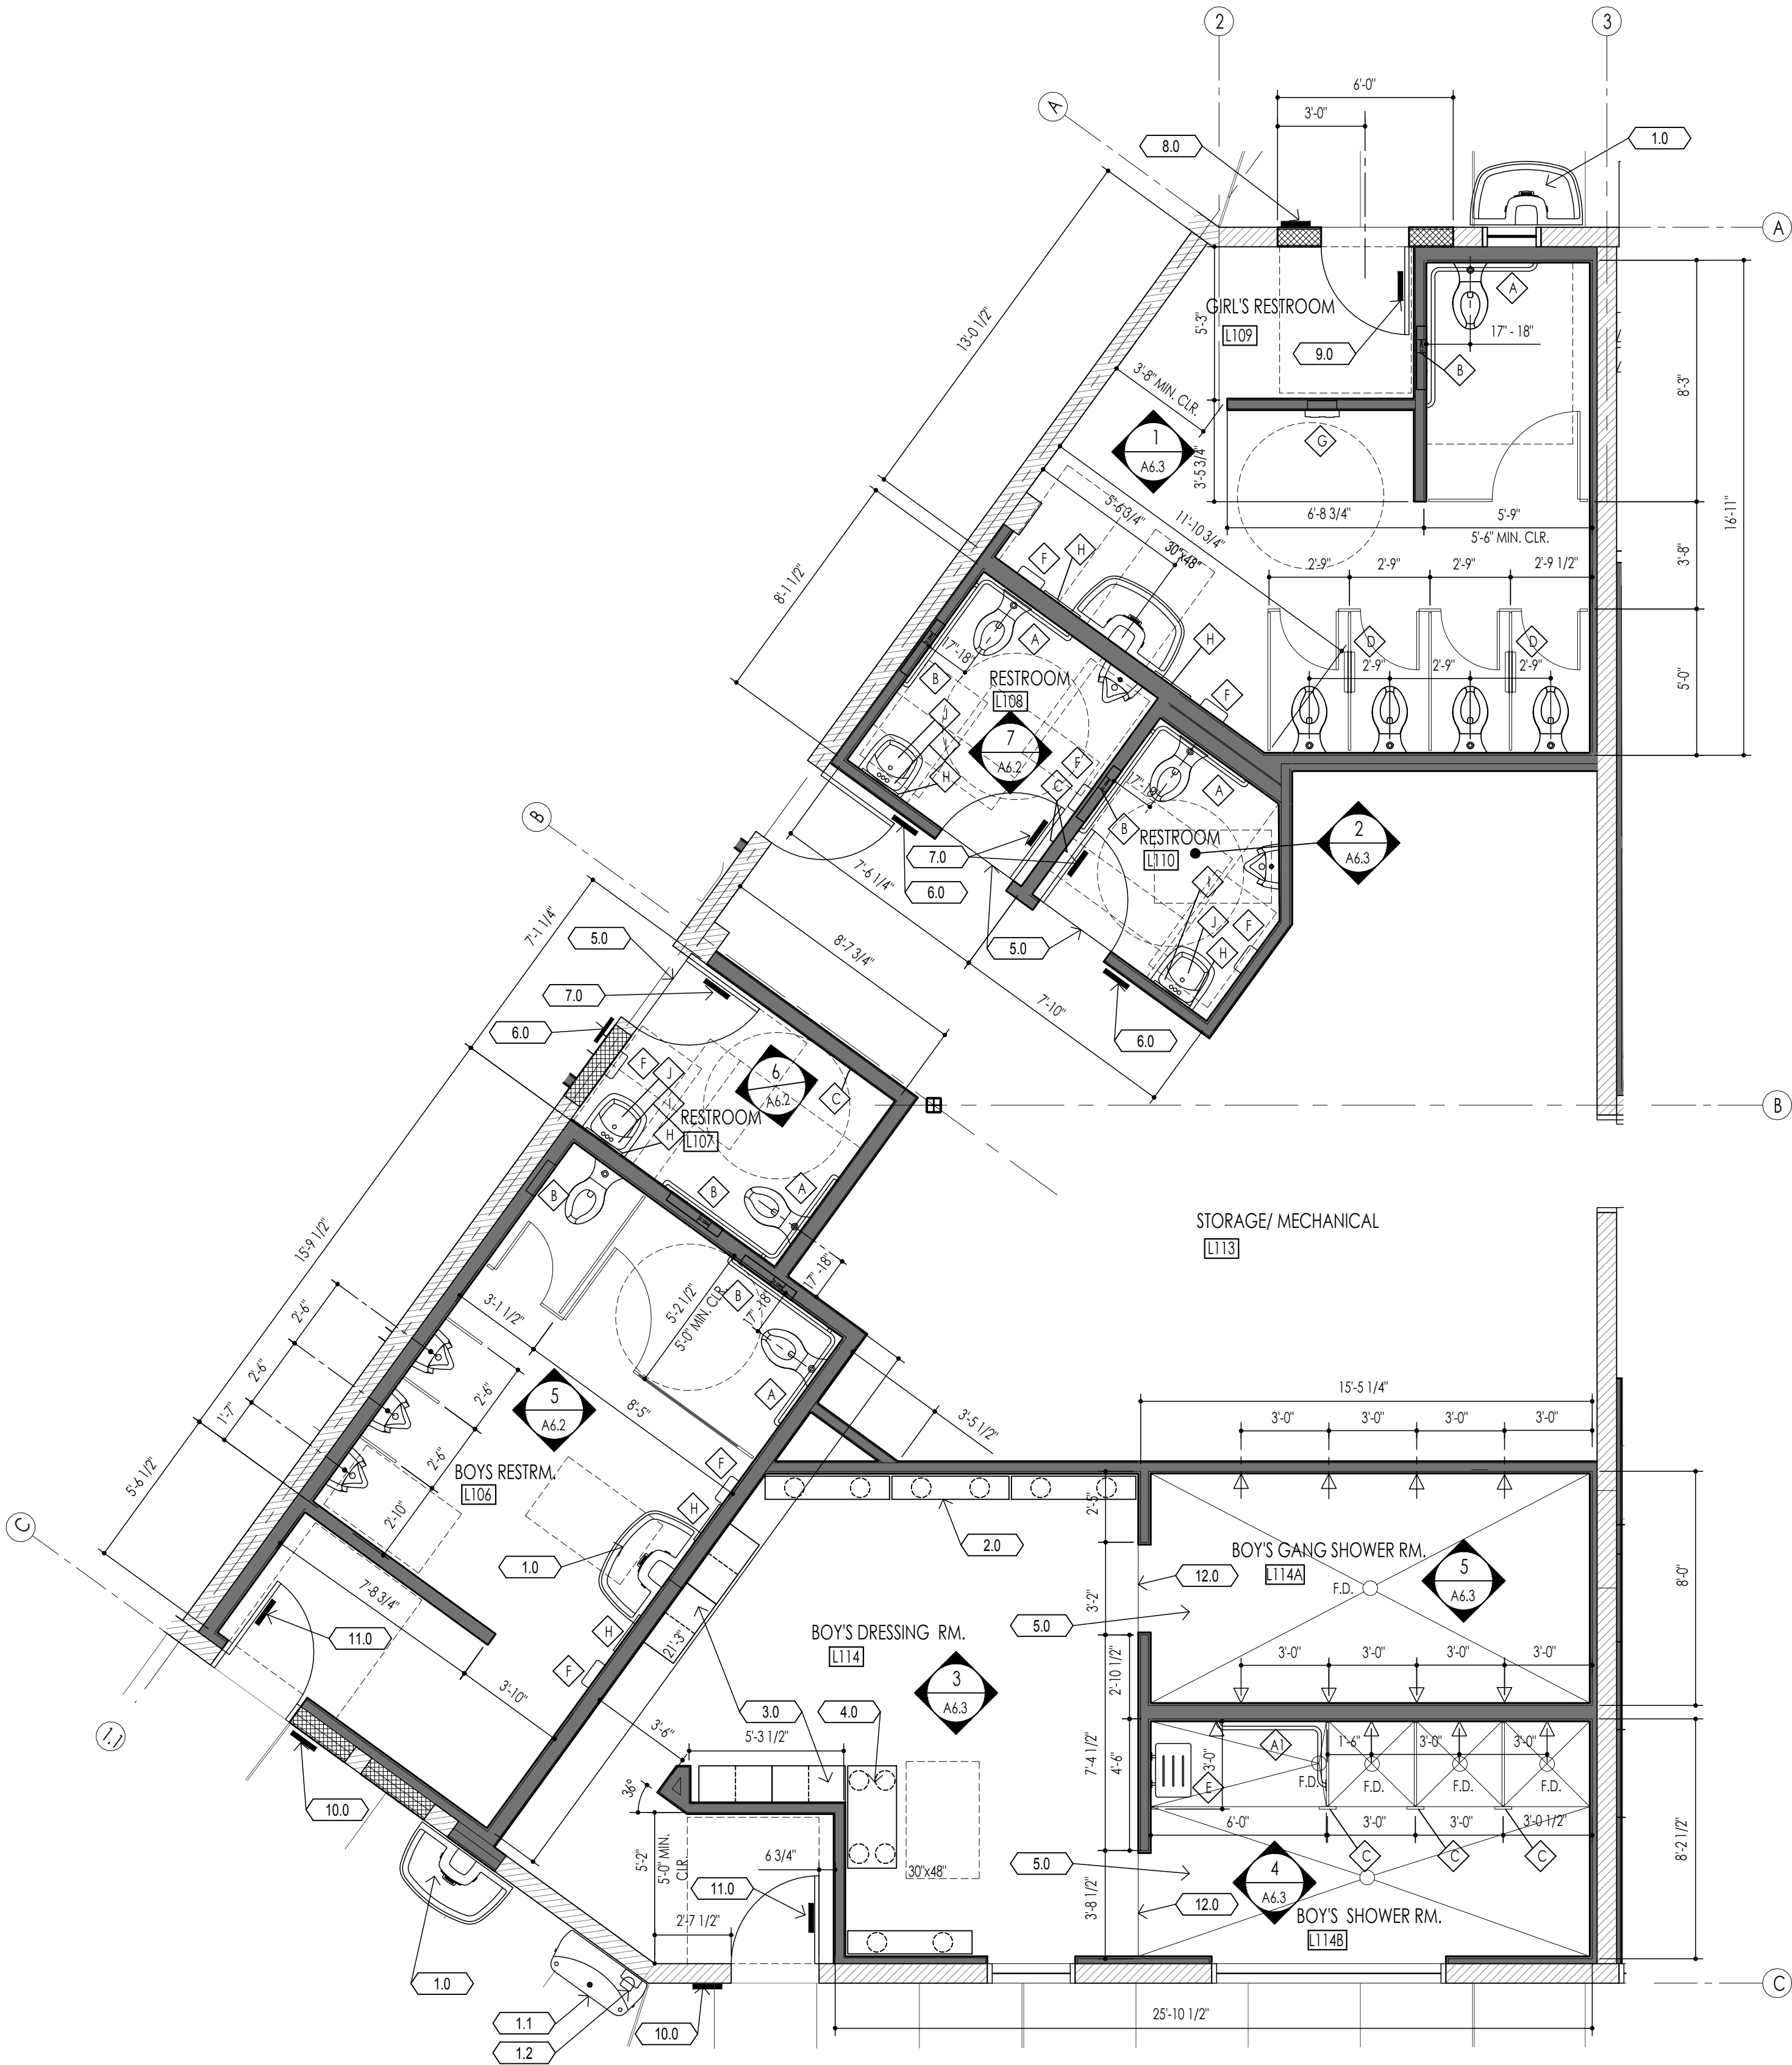 2
3
6'-0"
3'-0"
A
8.0
1.0
A
13'-0 1/2"
GIRL'S RESTROOM
L109
5'-3"
9.0
A
17" - 18"
B
3'-8" MIN. CLR.
8'-3"
16'-11"
1
A6.3
3'-5 3/4"
G
5'-6 3/4"
11'-10 3/4"
6'-8 3/4"
5'-9"
5'-6" MIN. CLR.
30"x48"
F
H
3'-8"
2'-9"
2'-9"
2'-9"
2'-9 1/2"
8'-1 1/2"
A
H
D
D
2'-9"
2'-9"
2'-9"
17"-18"
B
RESTROOM
L108
F
5'-0"
J
7
A6.2
H
F
C
17"-18"
A
B
RESTROOM
L110
2
A6.3
B
7.0
6.0
7'-6 1/4"
I
J
F
H
5.0
7'-1 1/4"
5.0
8'-7 3/4"
7.0
7'-10"
6.0
6.0
F
J
6
A6.2
C
RESTROOM
L107
H
B
B
B
A
STORAGE/ MECHANICAL
L113
15'-9 1/2"
17" -18"
5'-2 1/2"
5'-0" MIN. CLR.
B
17" -18"
2'-6"
3'-1 1/2"
2'-6"
A
1'-7"
2'-6"
5
A6.2
8'-5"
3'-5 1/2"
15'-5 1/4"
3'-0"
3'-0"
3'-0"
3'-0"
5'-6 1/2"
2'-6"
BOYS RESTRM.
L106
F
2'-10"
H
2'-5"
C
1.0
2.0
BOY'S GANG SHOWER RM.
L114A
F.D.
5
A6.3
12.0
8'-0"
7'-8 3/4"
3'-2"
5.0
11.0
H
21'-3"
BOY'S DRESSING RM.
L114
3'-0"
3'-0"
3'-0"
3'-0"
F
3'-10"
3
A6.3
2'-10 1/2"
1.1
3'-6"
3.0
4.0
5'-3 1/2"
7'-4 1/2"
4'-6"
3'-0"
A1
1'-6"
3'-0"
3'-0"
E
F.D.
F.D.
F.D.
F.D.
36°
10.0
6'-0"
3'-0"
3'-0"
3'-0 1/2"
8'-2 1/2"
5'-2"
5'-0" MIN.
CLR.
6 3/4"
30"x48"
5.0
C
C
C
4
A6.3
11.0
3'-8 1/2"
12.0
2'-7 1/2"
BOY'S SHOWER RM.
L114B
1.0
C
1.1
10.0
1.2
25'-10 1/2"